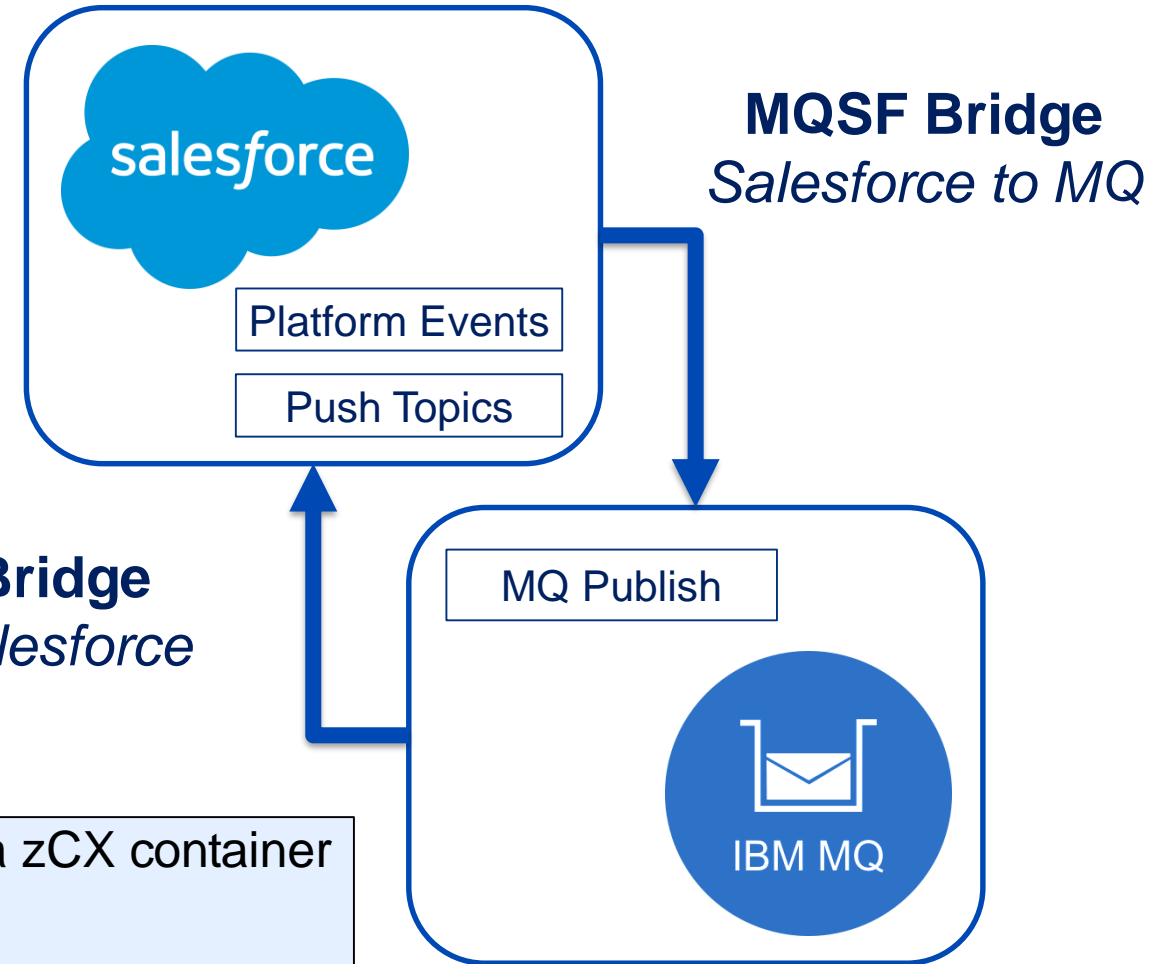 salesforce
MQSF Bridge
Salesforce to MQ
Platform Events
Push Topics
Bridge
lesforce
MQ Publish
a zCX container
IBM MQ